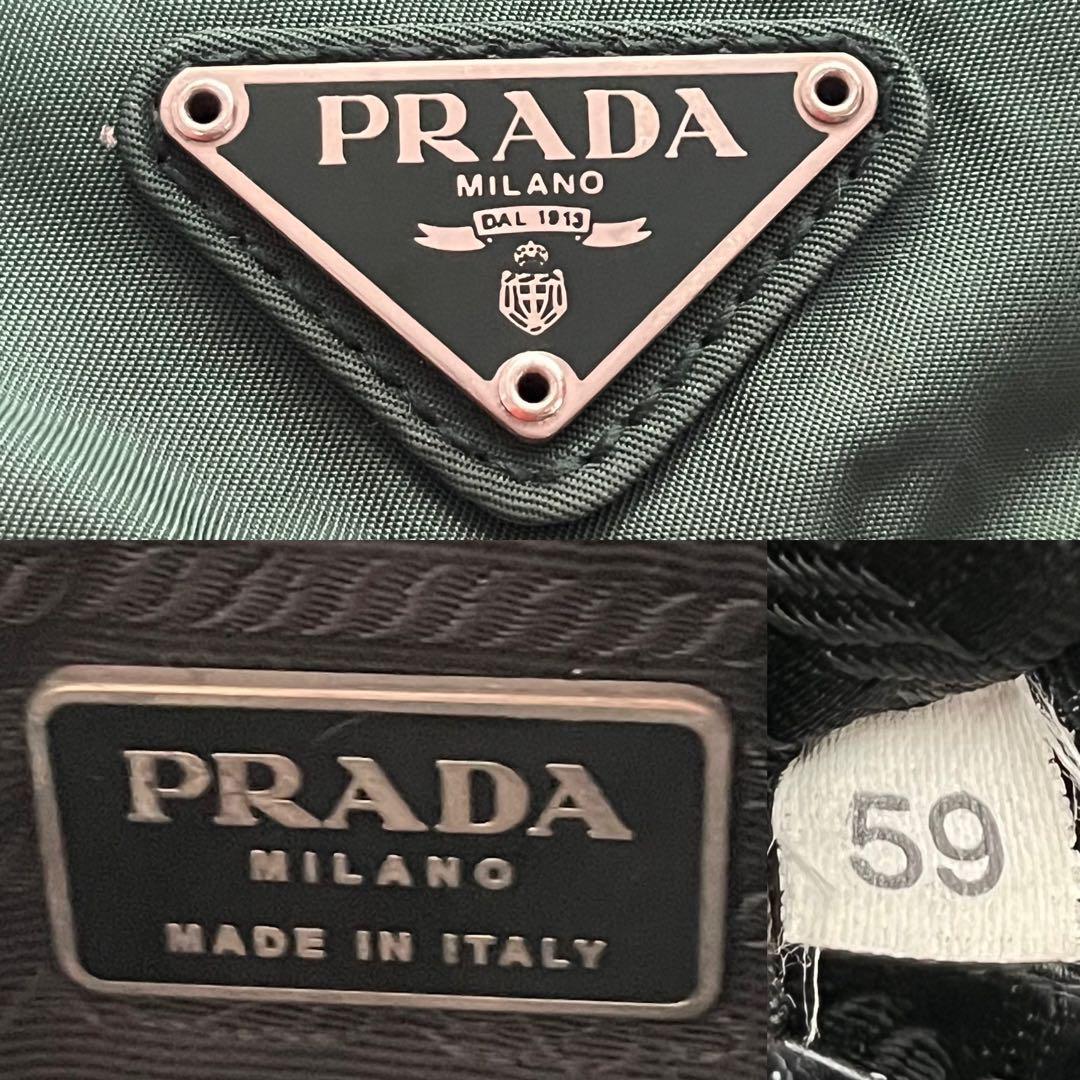 PRADA
MILANO
DAL 1913
PRADA
MILANO
MADE IN ITALY
59